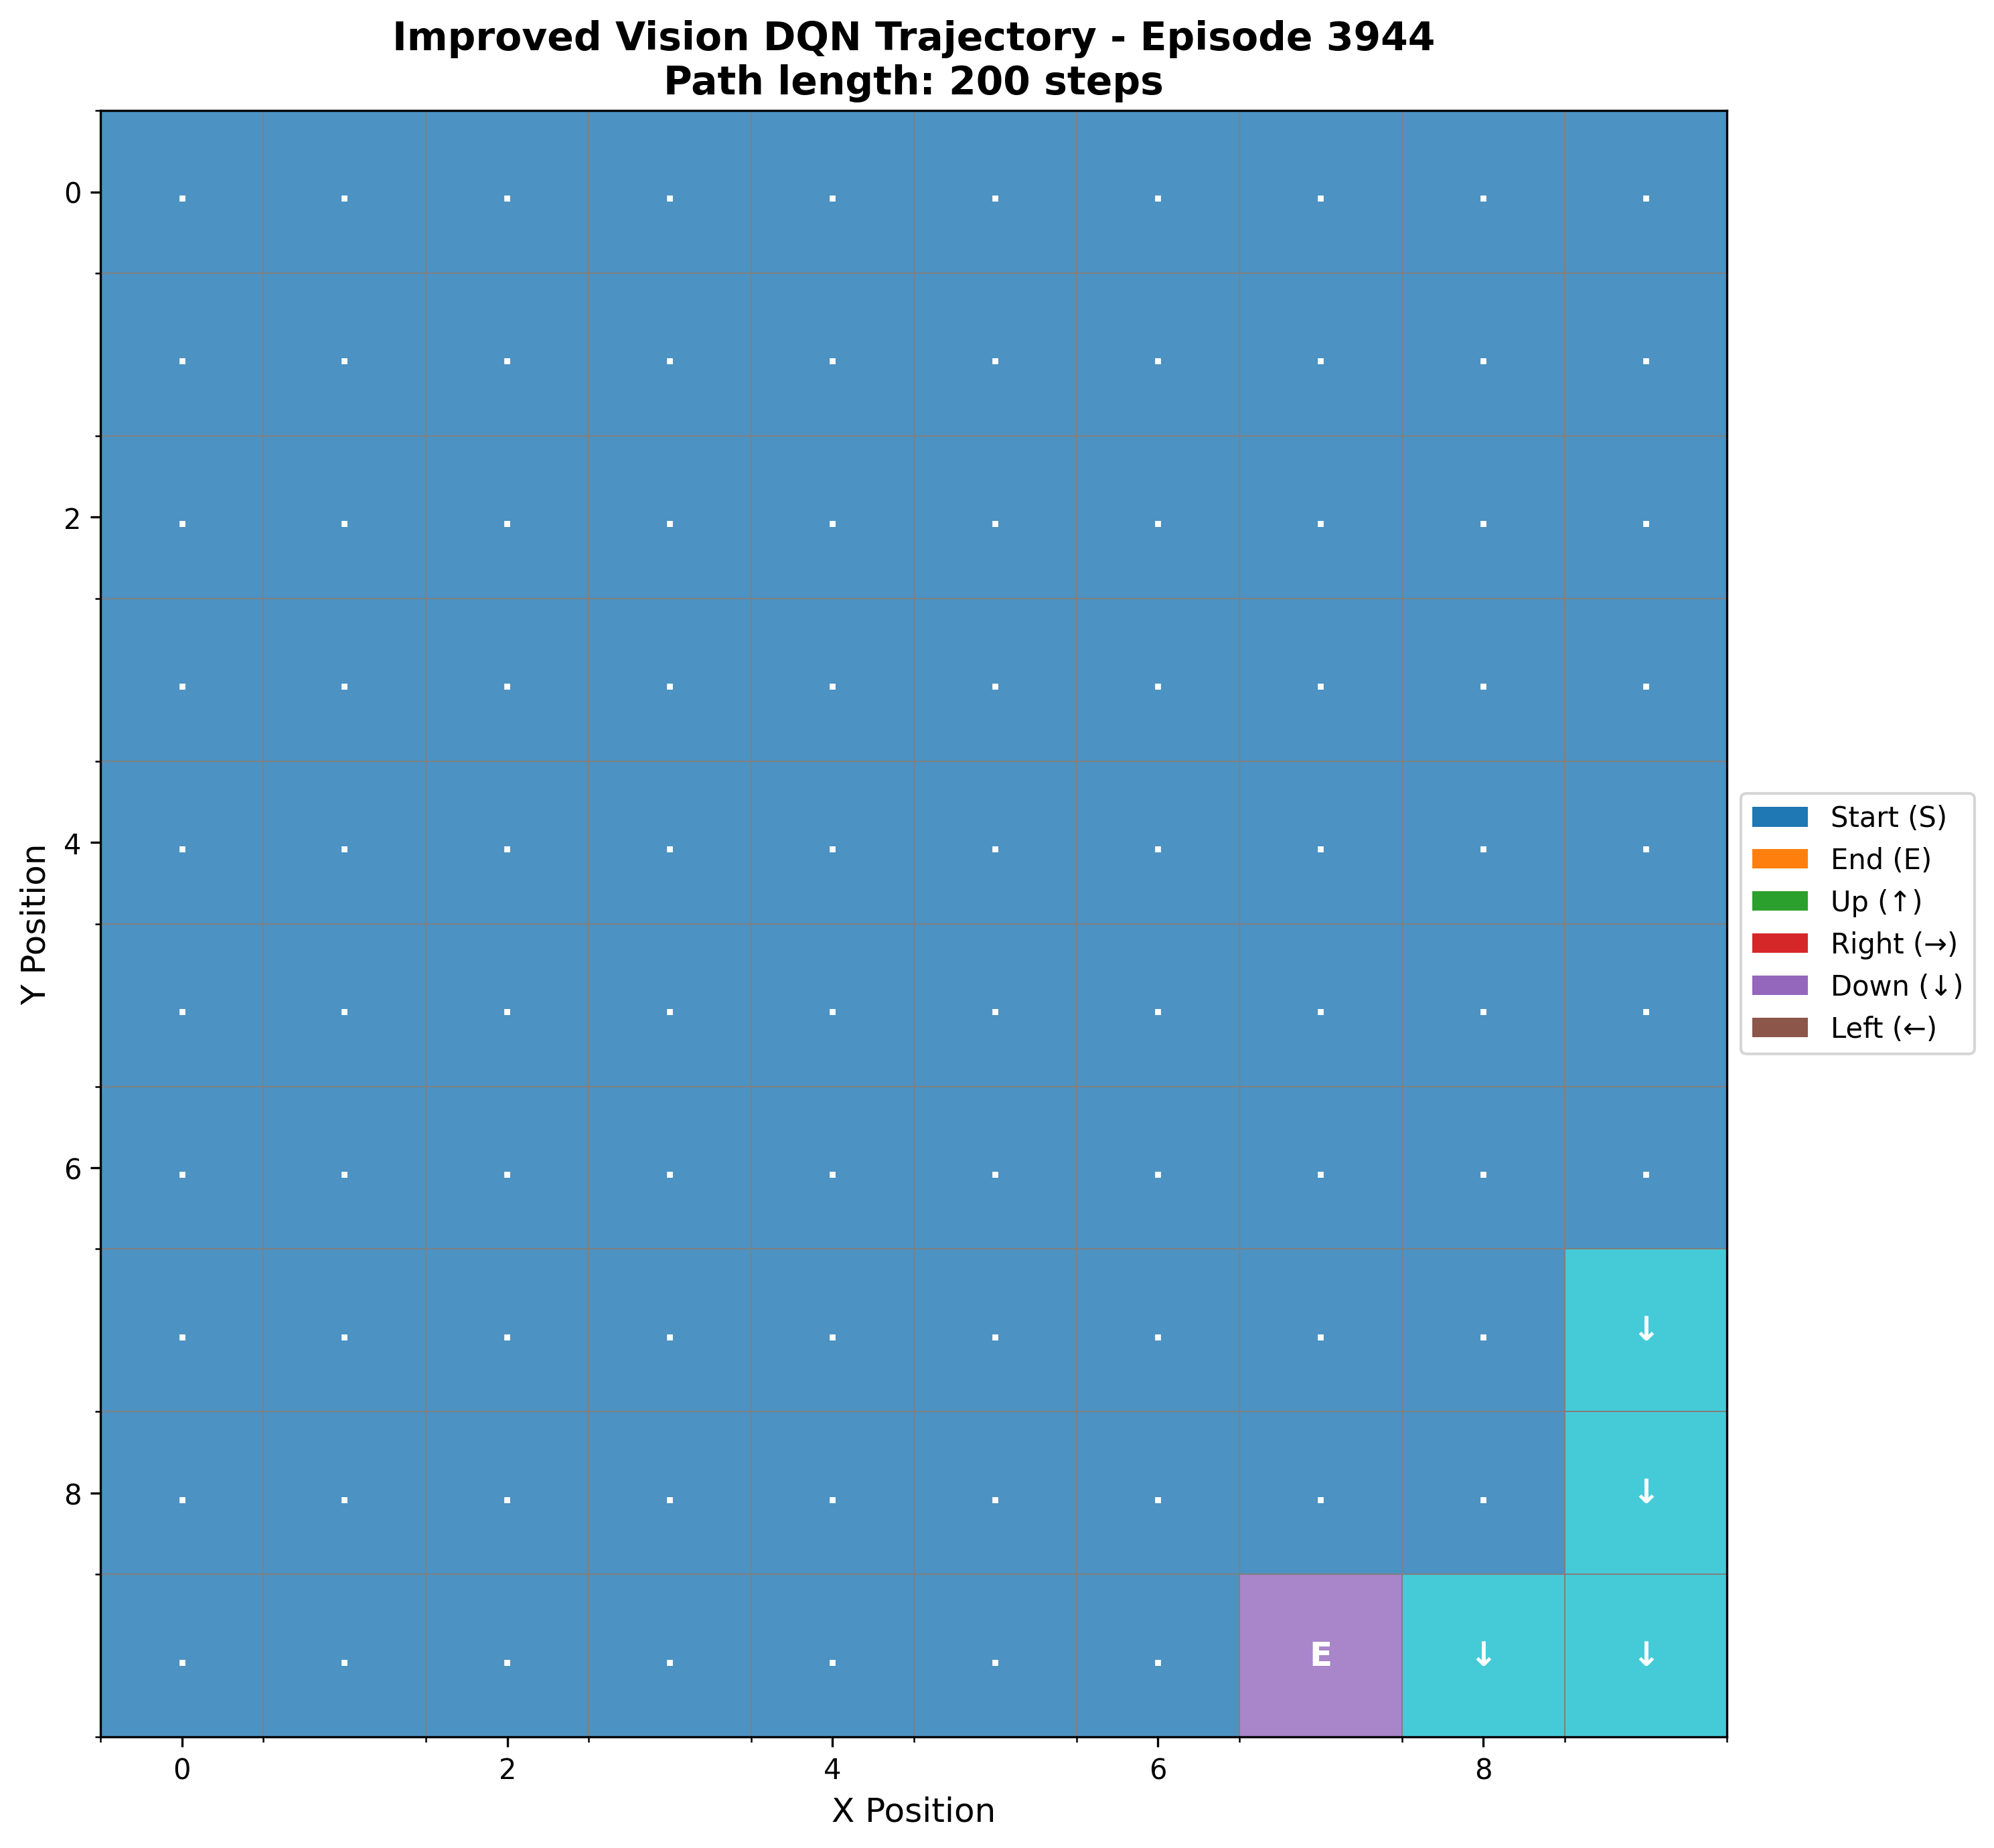 Improved Vision DQN Trajectory - Episode 3944
Path length: 200 steps
0
2
4
6
8
Y Position
↓
↓
E ↓ ↓
0 2 4 6 8
X Position
Start (S)
End (E)
Up (↑)
Right (→)
Down (↓)
Left (←)